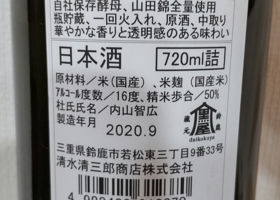 自社保存酵母、山田錦全量使用
瓶貯蔵、一回火入れ、原酒、中取り
華やかな香りと透明感のある味わい
日本酒 720ml詰
原材料／米（国産）、米麹（国産米）
アルコール度数／16度、精米歩合／50%
杜氏氏名／内山智広
製造年月 2020.9
蔵元 鈴鹿
daikokuya
三重県鈴鹿市若松東三丁目9番33号
清水清三郎商店株式会社